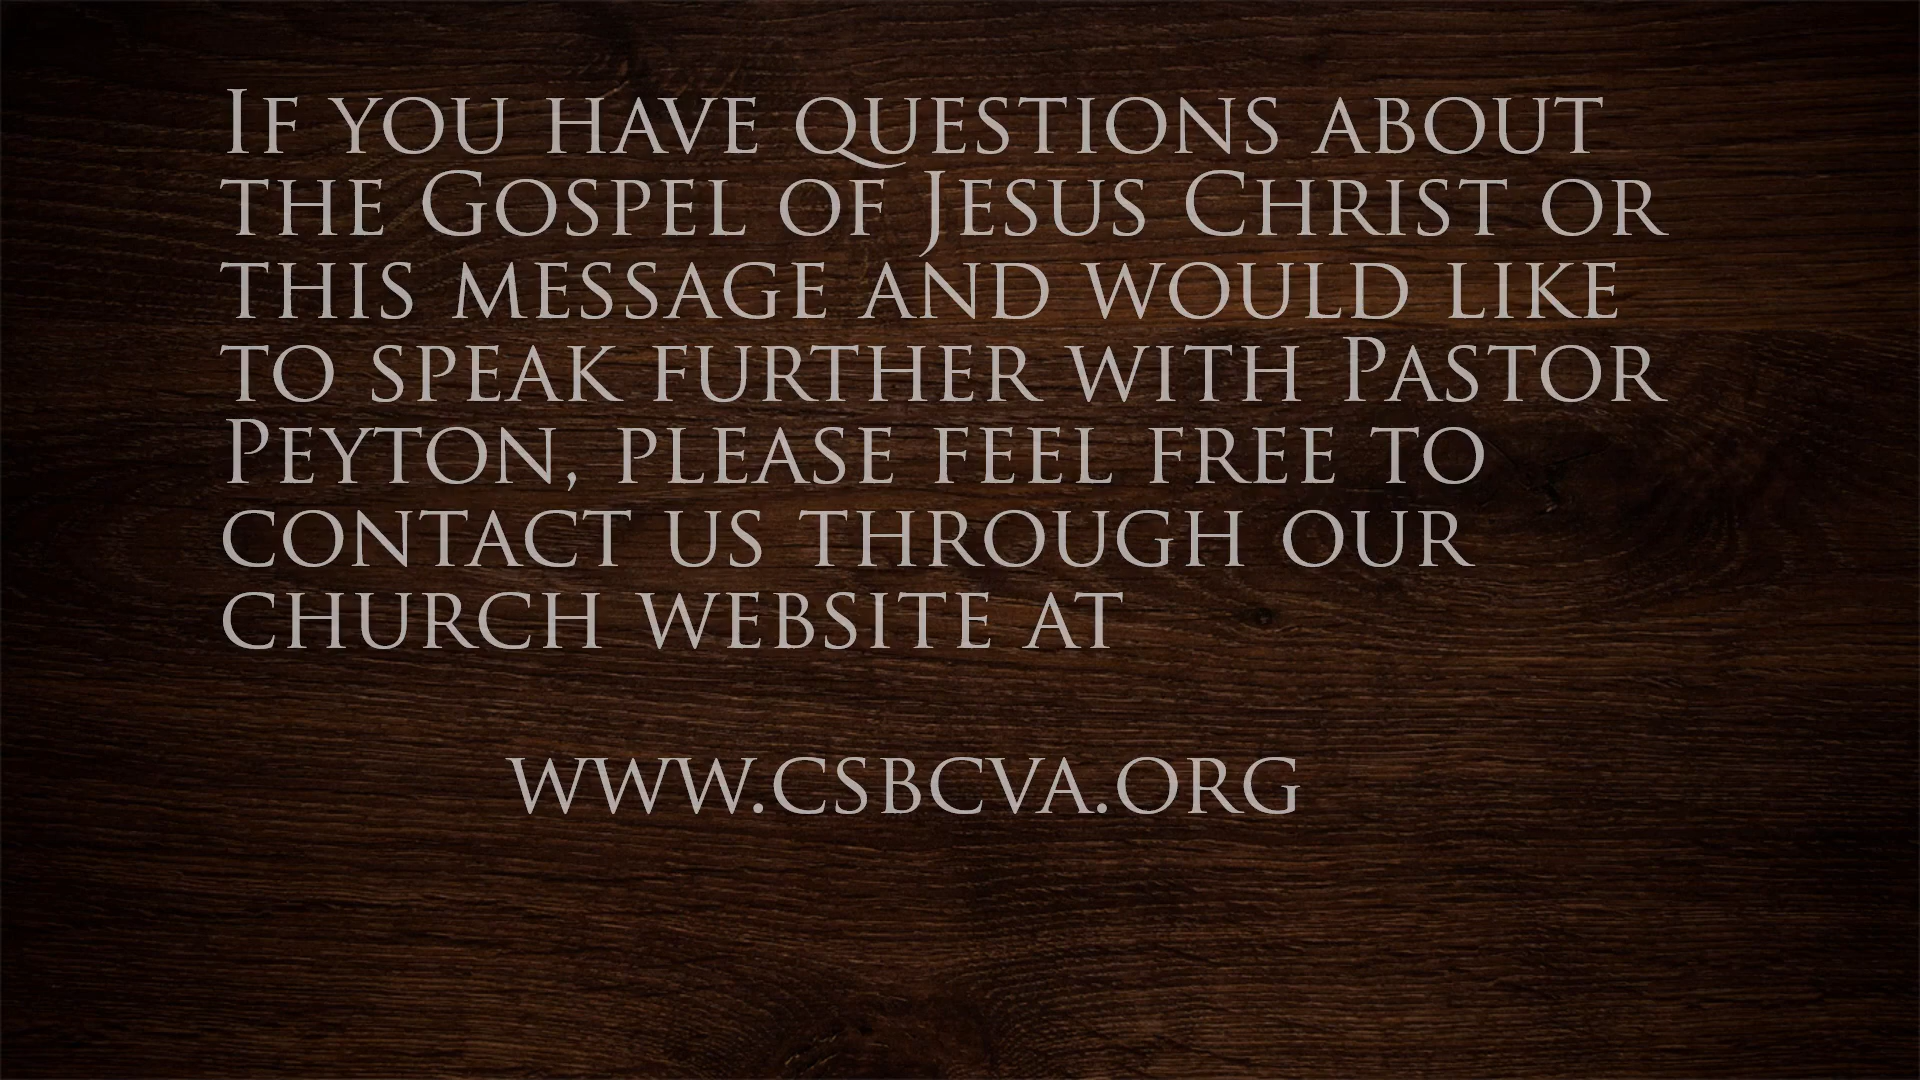 If you have questions about
the Gospel of Jesus Christ or
this message and would like
to speak further with Pastor
Peyton, please feel free to
contact us through our
church website at
www.csbcva.org